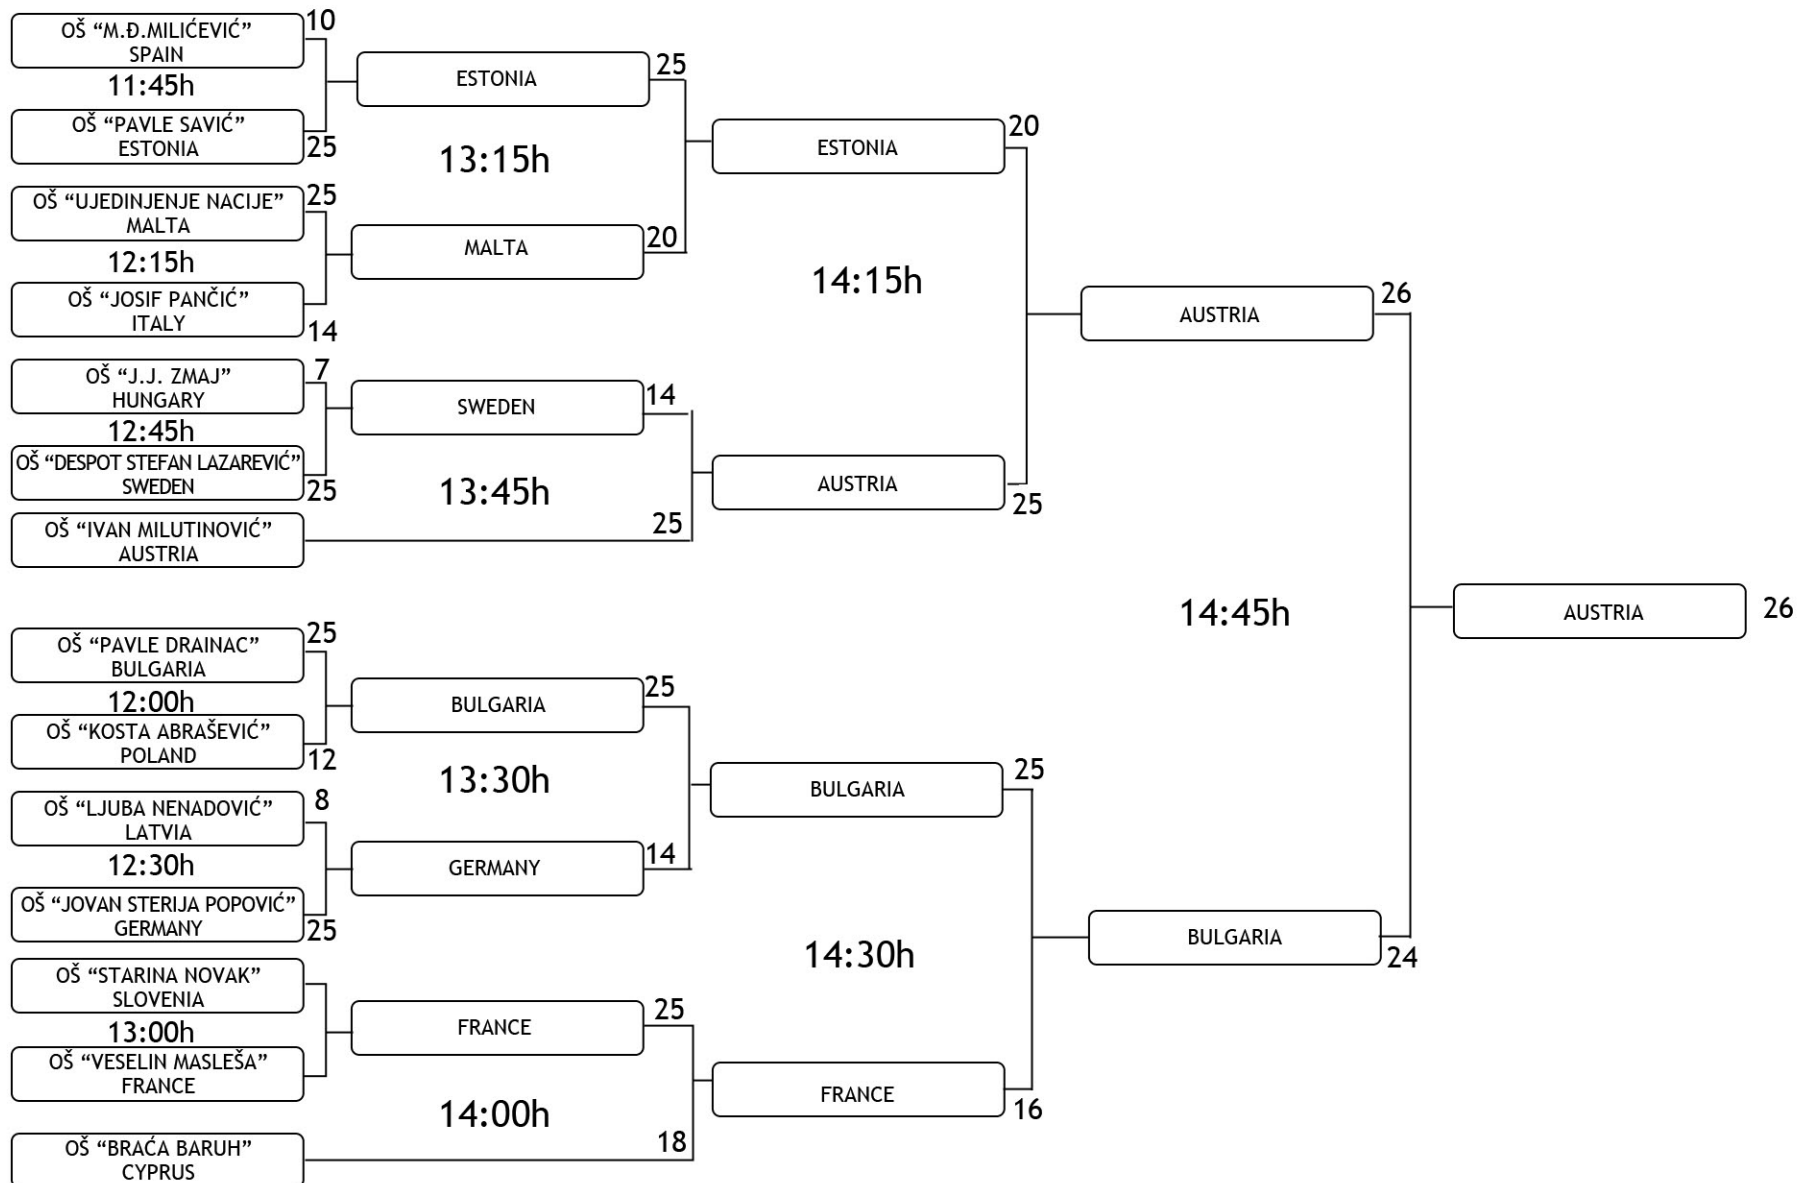 OŠ “M.Đ.MILIĆEVIĆ”
SPAIN
10
11:45h
OŠ “PAVLE SAVIĆ”
ESTONIA
25
OŠ “UJEDINJENJE NACIJE”
MALTA
25
12:15h
OŠ “JOSIF PANČIĆ”
ITALY
14
OŠ “J.J. ZMAJ”
HUNGARY
7
12:45h
OŠ “DESPOT STEFAN LAZAREVIĆ”
SWEDEN
25
OŠ “IVAN MILUTINOVIĆ”
AUSTRIA
25
OŠ “PAVLE DRAINAC”
BULGARIA
25
12:00h
OŠ “KOSTA ABRAŠEVIĆ”
POLAND
12
OŠ “LJUBA NENADOVIĆ”
LATVIA
8
12:30h
OŠ “JOVAN STERIJA POPOVIĆ”
GERMANY
25
OŠ “STARINA NOVAK”
SLOVENIA
13:00h
OŠ “VESELIN MASLEŠA”
FRANCE
OŠ “BRAĆA BARUH”
CYPRUS
18
ESTONIA
25
13:15h
MALTA
20
SWEDEN
14
13:45h
BULGARIA
25
13:30h
GERMANY
14
FRANCE
25
14:00h
ESTONIA
20
14:15h
AUSTRIA
25
BULGARIA
25
14:30h
FRANCE
16
AUSTRIA
26
14:45h
BULGARIA
24
AUSTRIA
26